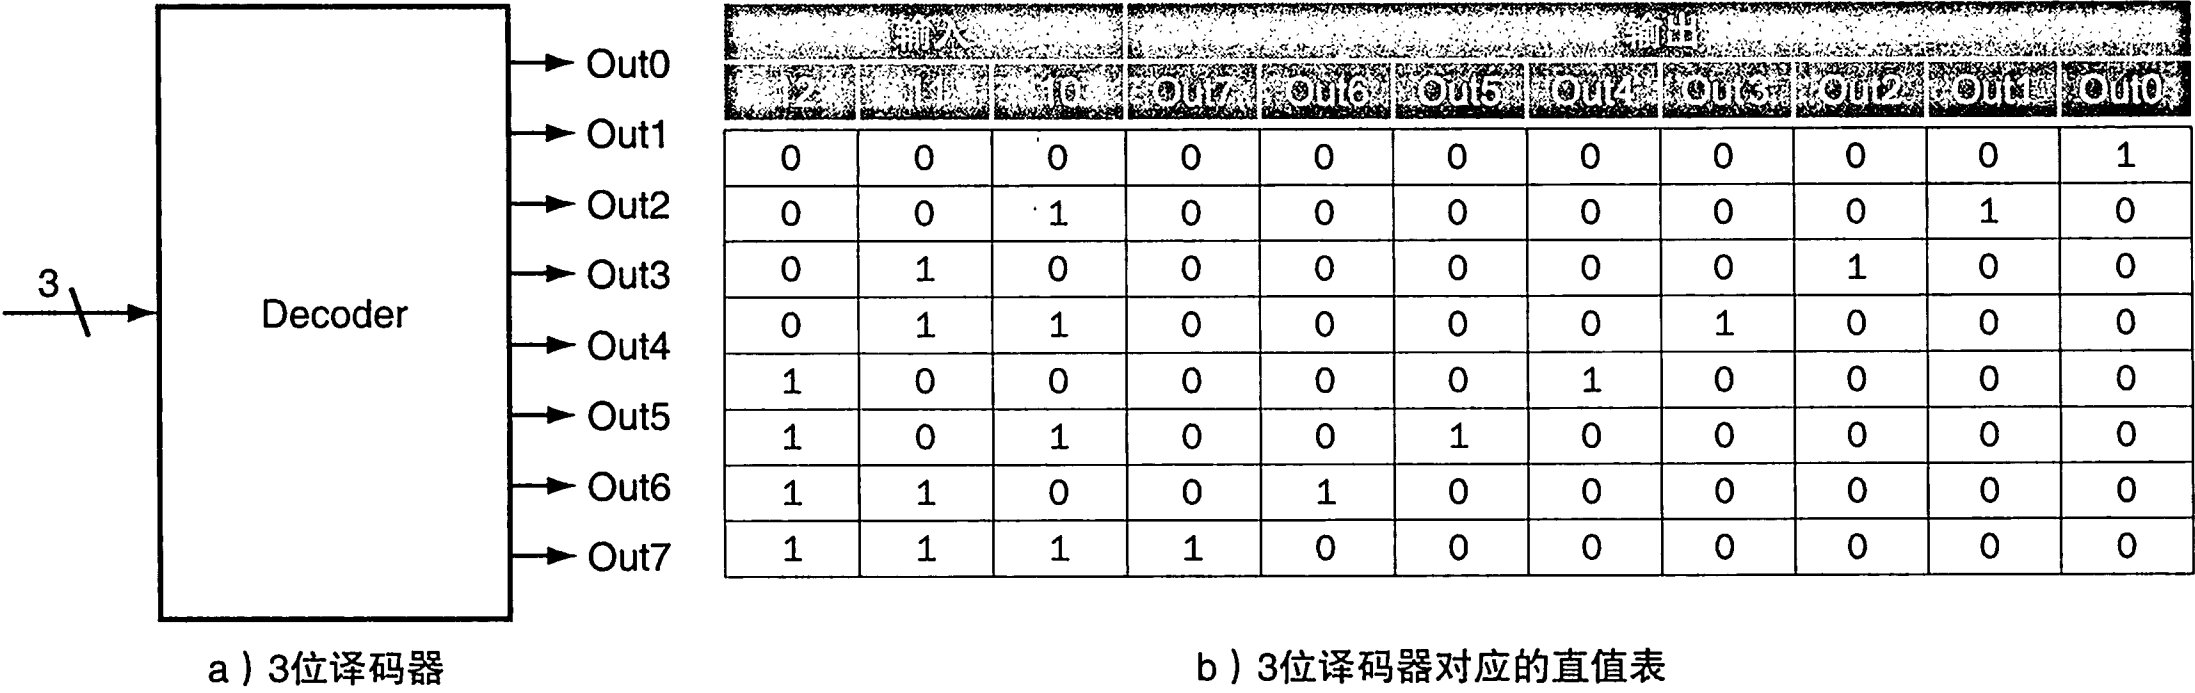 Out0
Out1
Out2
Out3
Out4
Out5
Out6
Out7
3
Decoder
a）3位译码器
输入 输出
12 11 10 Out7 Out6 Out5 Out4 Out3 Out2 Out1 Out0
0 0 0 0 0 0 0 0 0 0 1
0 0 1 0 0 0 0 0 0 1 0
0 1 0 0 0 0 0 0 1 0 0
0 1 1 0 0 0 0 1 0 0 0
1 0 0 0 0 0 1 0 0 0 0
1 0 1 0 0 1 0 0 0 0 0
1 1 0 0 1 0 0 0 0 0 0
1 1 1 1 0 0 0 0 0 0 0
b）3位译码器对应的直值表